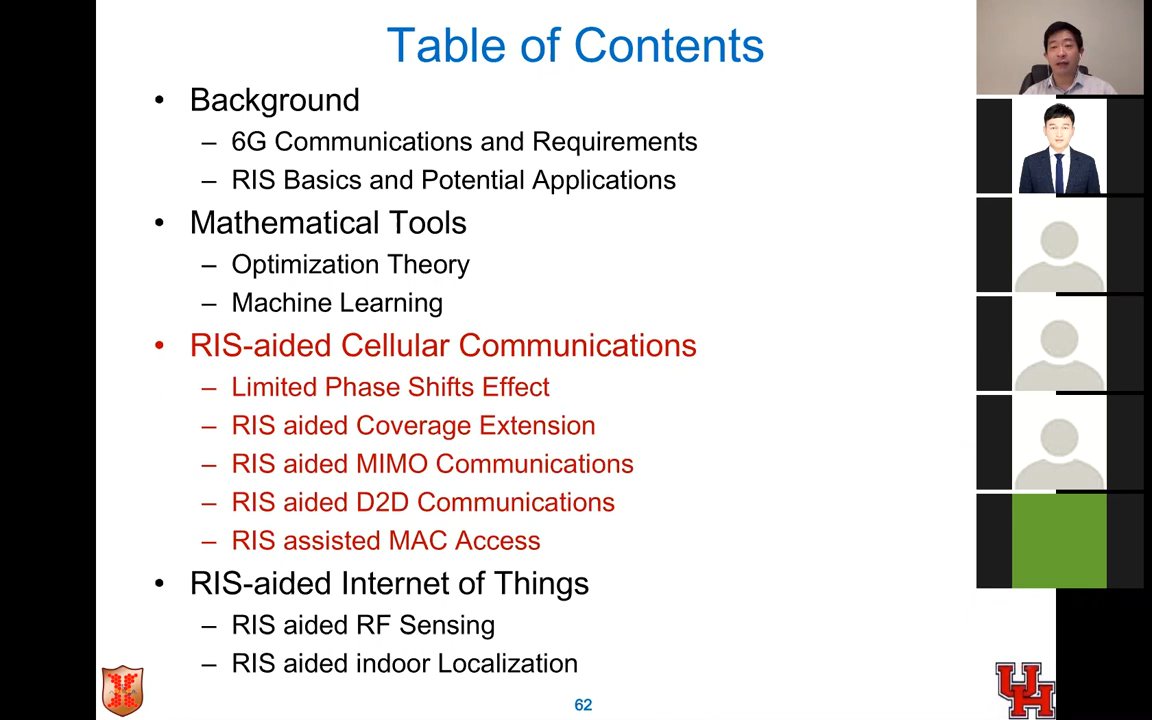 Table of Contents
• Background
– 6G Communications and Requirements
– RIS Basics and Potential Applications
• Mathematical Tools
– Optimization Theory
– Machine Learning
• RIS-aided Cellular Communications
– Limited Phase Shifts Effect
– RIS aided Coverage Extension
– RIS aided MIMO Communications
– RIS aided D2D Communications
– RIS assisted MAC Access
• RIS-aided Internet of Things
– RIS aided RF Sensing
– RIS aided indoor Localization
62
UH